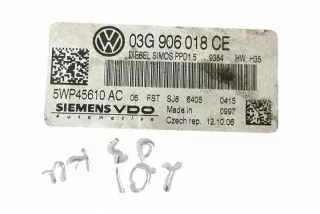 03G 906 018 CE
DIESEL SIMOS PPD1.5 9384 HW H35
5WP45610 AC 06 FST SJ8 6405 0415
SIEMENS VDO Made in 0997
Automotive Czech rep. 12.10.06